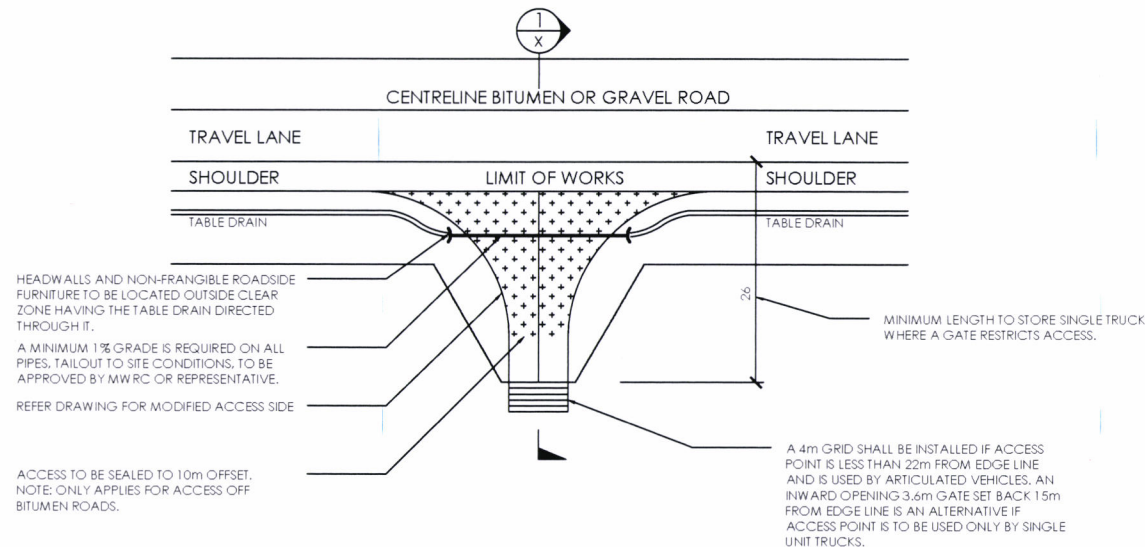 1
X
CENTRELINE BITUMEN OR GRAVEL ROAD
TRAVEL LANE
TRAVEL LANE
SHOULDER
LIMIT OF WORKS
SHOULDER
TABLE DRAIN
TABLE DRAIN
HEADWALLS AND NON-FRANGIBLE ROADSIDE
FURNITURE TO BE LOCATED OUTSIDE CLEAR
ZONE HAVING THE TABLE DRAIN DIRECTED
THROUGH IT.
A MINIMUM 1% GRADE IS REQUIRED ON ALL
PIPES, TAILOUT TO SITE CONDITIONS, TO BE
APPROVED BY MWRC OR REPRESENTATIVE.
REFER DRAWING FOR MODIFIED ACCESS SIDE
ACCESS TO BE SEALED TO 10m OFFSET.
NOTE: ONLY APPLIES FOR ACCESS OFF
BITUMEN ROADS.
26
MINIMUM LENGTH TO STORE SINGLE TRUCK
WHERE A GATE RESTRICTS ACCESS.
A 4m GRID SHALL BE INSTALLED IF ACCESS
POINT IS LESS THAN 22m FROM EDGE LINE
AND IS USED BY ARTICULATED VEHICLES. AN
INWARD OPENING 3.6m GATE SET BACK 15m
FROM EDGE LINE IS AN ALTERNATIVE IF
ACCESS POINT IS TO BE USED ONLY BY SINGLE
UNIT TRUCKS.